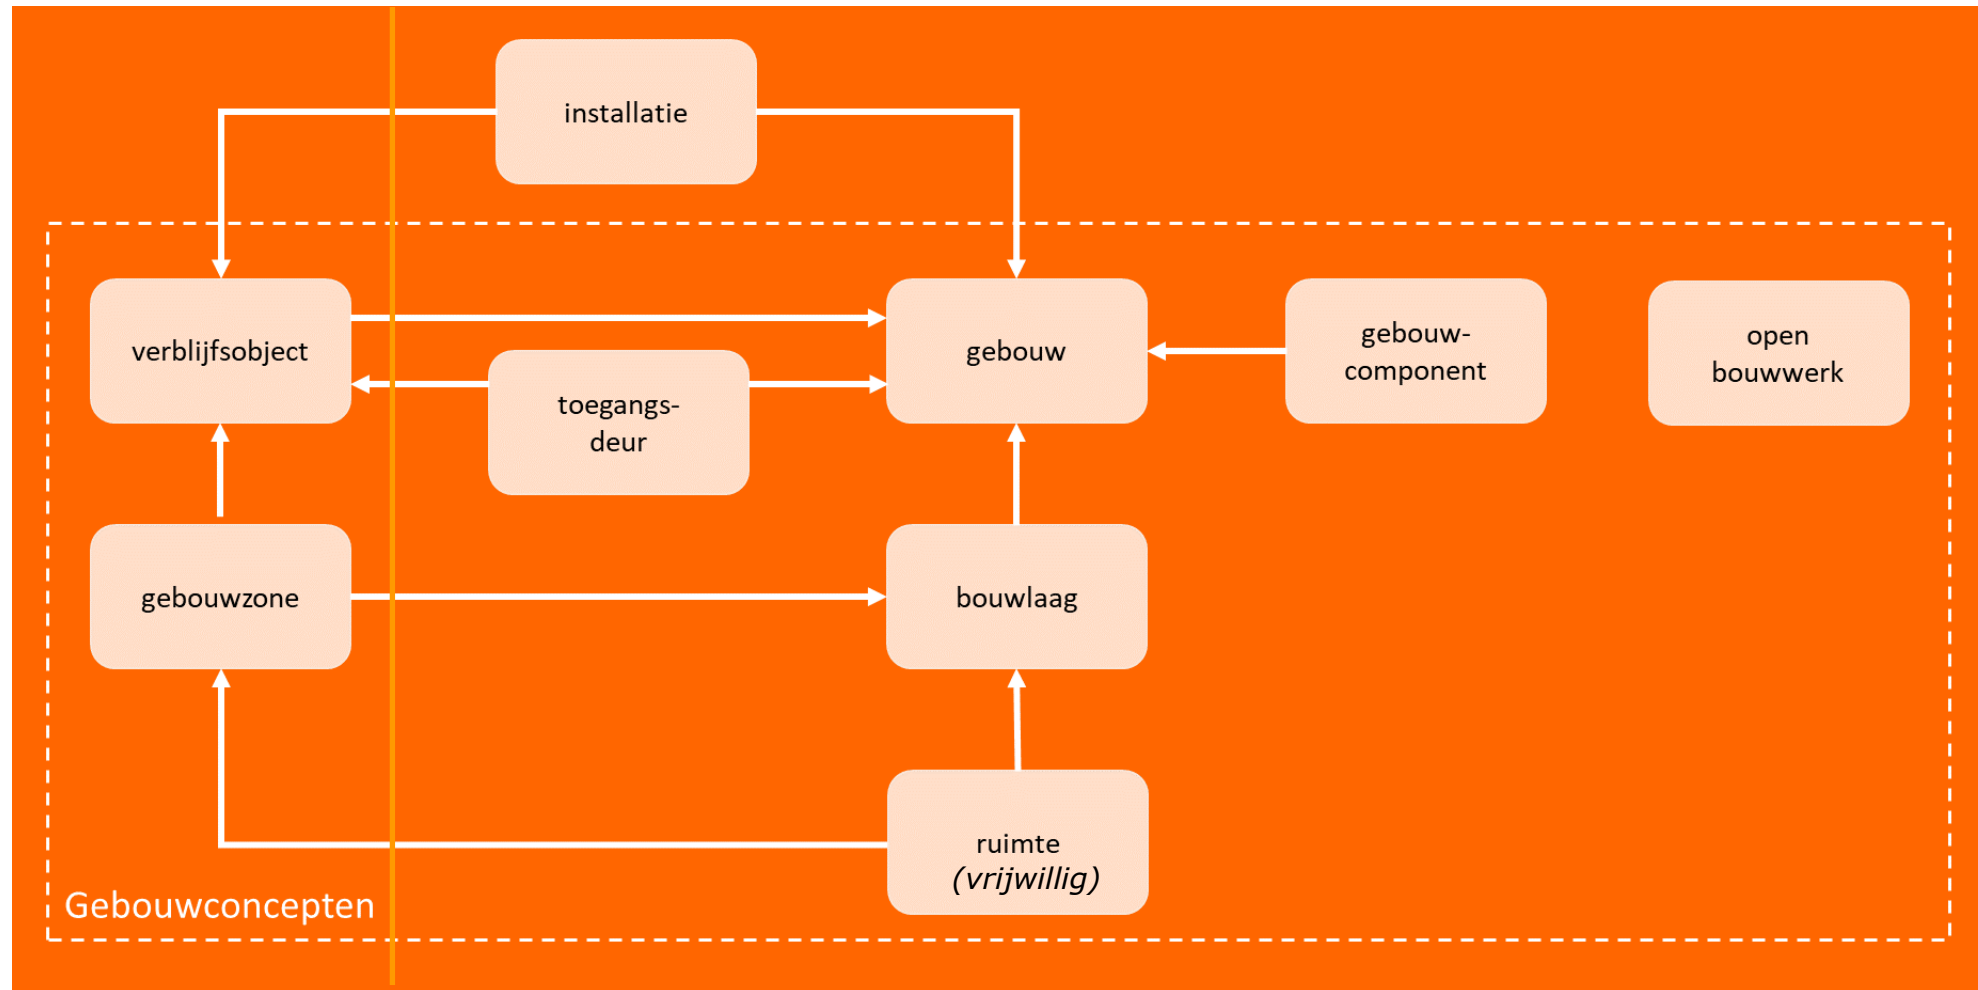 installatie
verblijfsobject
gebouw
gebouw-
component
open
bouwwerk
toegangs-
deur
gebouwzone
bouwlaag
ruimte
(vrijwillig)
Gebouwconcepten